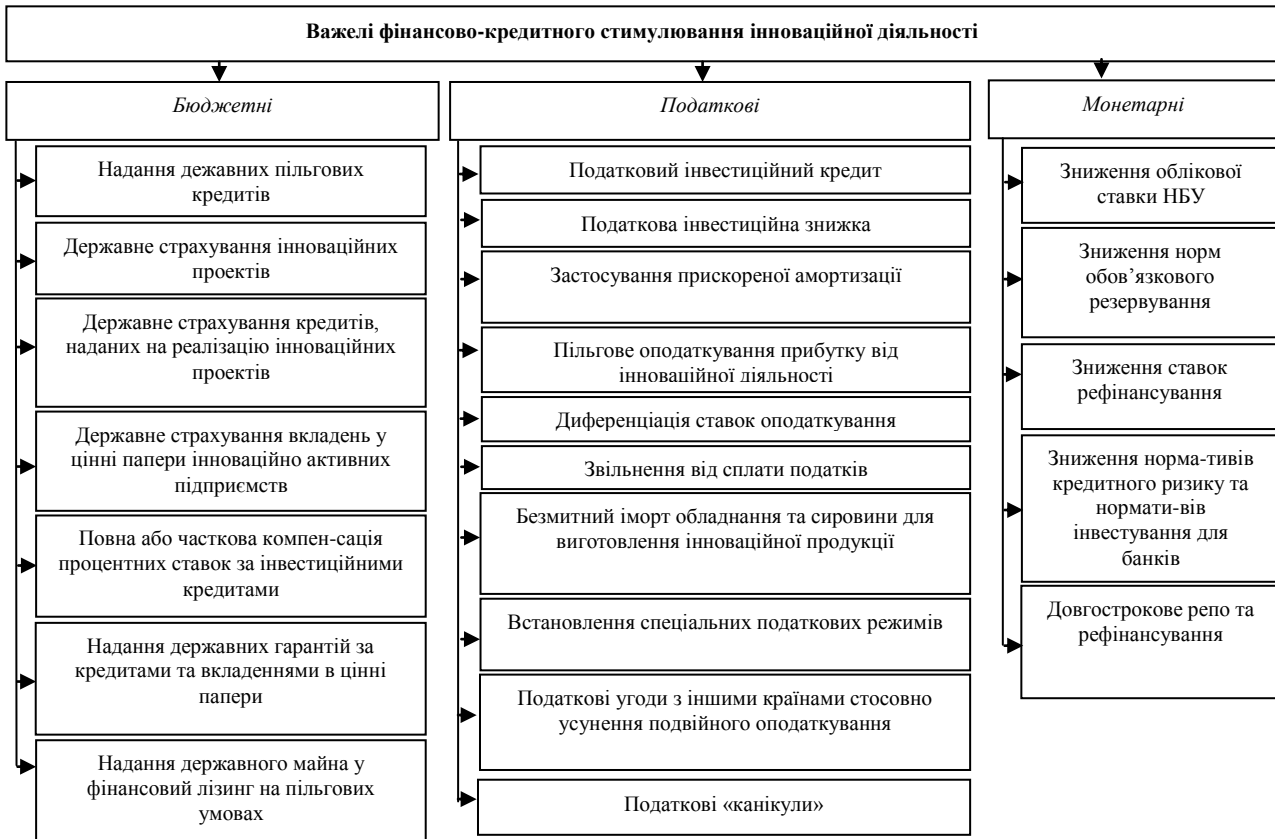 Важелі фінансово-кредитного стимулювання інноваційної діяльності
Бюджетні
Надання дежавних пільгових
кредитів
Державне страхування інноваційних
проектів
Державне страхування кредитів,
наданих на реалізацію інноваційних
проектів
Державне страхування вкладень у
цінні папери інноваційно активних
підприємств
Повна або часткова компен-сація
процентних ставок за інвестиційними
кредитами
Надання державних гарантій за
кредитами та вкладеннями в цінні
папери
Надання державного майна у
фінансовий лізинг на пільгових
умовах
Податкові
Податковий інвестиційний кредит
Податкова інвестиційна знижка
Застосування прискореної амортизації
Пільгове оподаткування прибутку від
інноваційної діяльності
Диференціація ставок оподаткування
Звільнення від сплати податків
Безмитний іморт обладнання та сировини для
виготовлення інноваційної продукції
Встановлення спеціальних податкових режимів
Податкові угоди з іншими країнами стосовно
усунення подвійного оподаткування
Податкові «канікули»
Монетарні
Зниження облікової
ставки НБУ
Зниження норм
обов’язкового
резервування
Зниження ставок
рефінансування
Зниження норма-тивів
кредитного ризику та
нормати-вів
інвестування для
банків
Довгострокове репо та
рефінансування